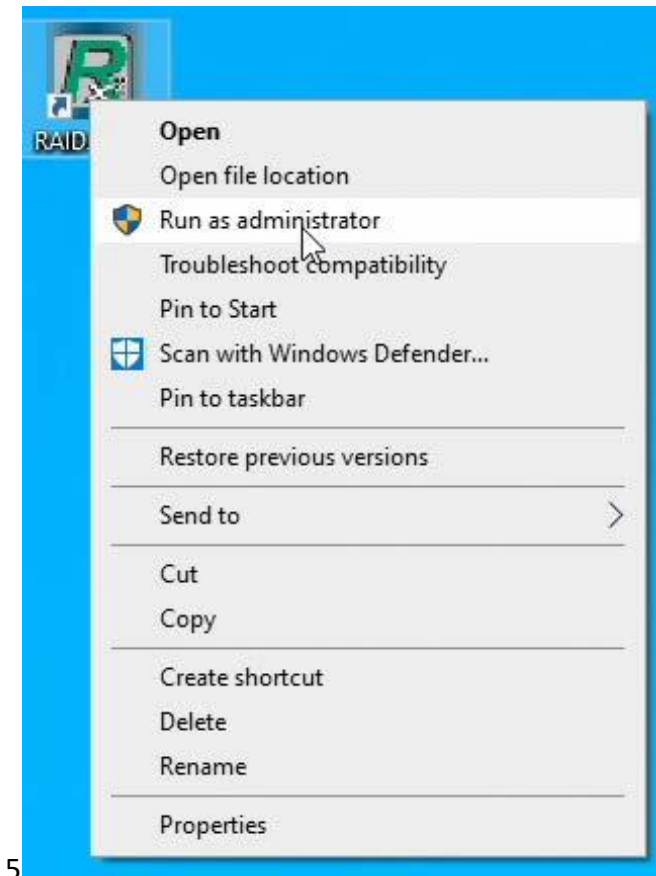 RAID
Open
Open file location
Run as administrator
Troubleshoot compatibility
Pin to Start
Scan with Windows Defender...
Pin to taskbar
Restore previous versions
Send to
Cut
Copy
Create shortcut
Delete
Rename
Properties
5